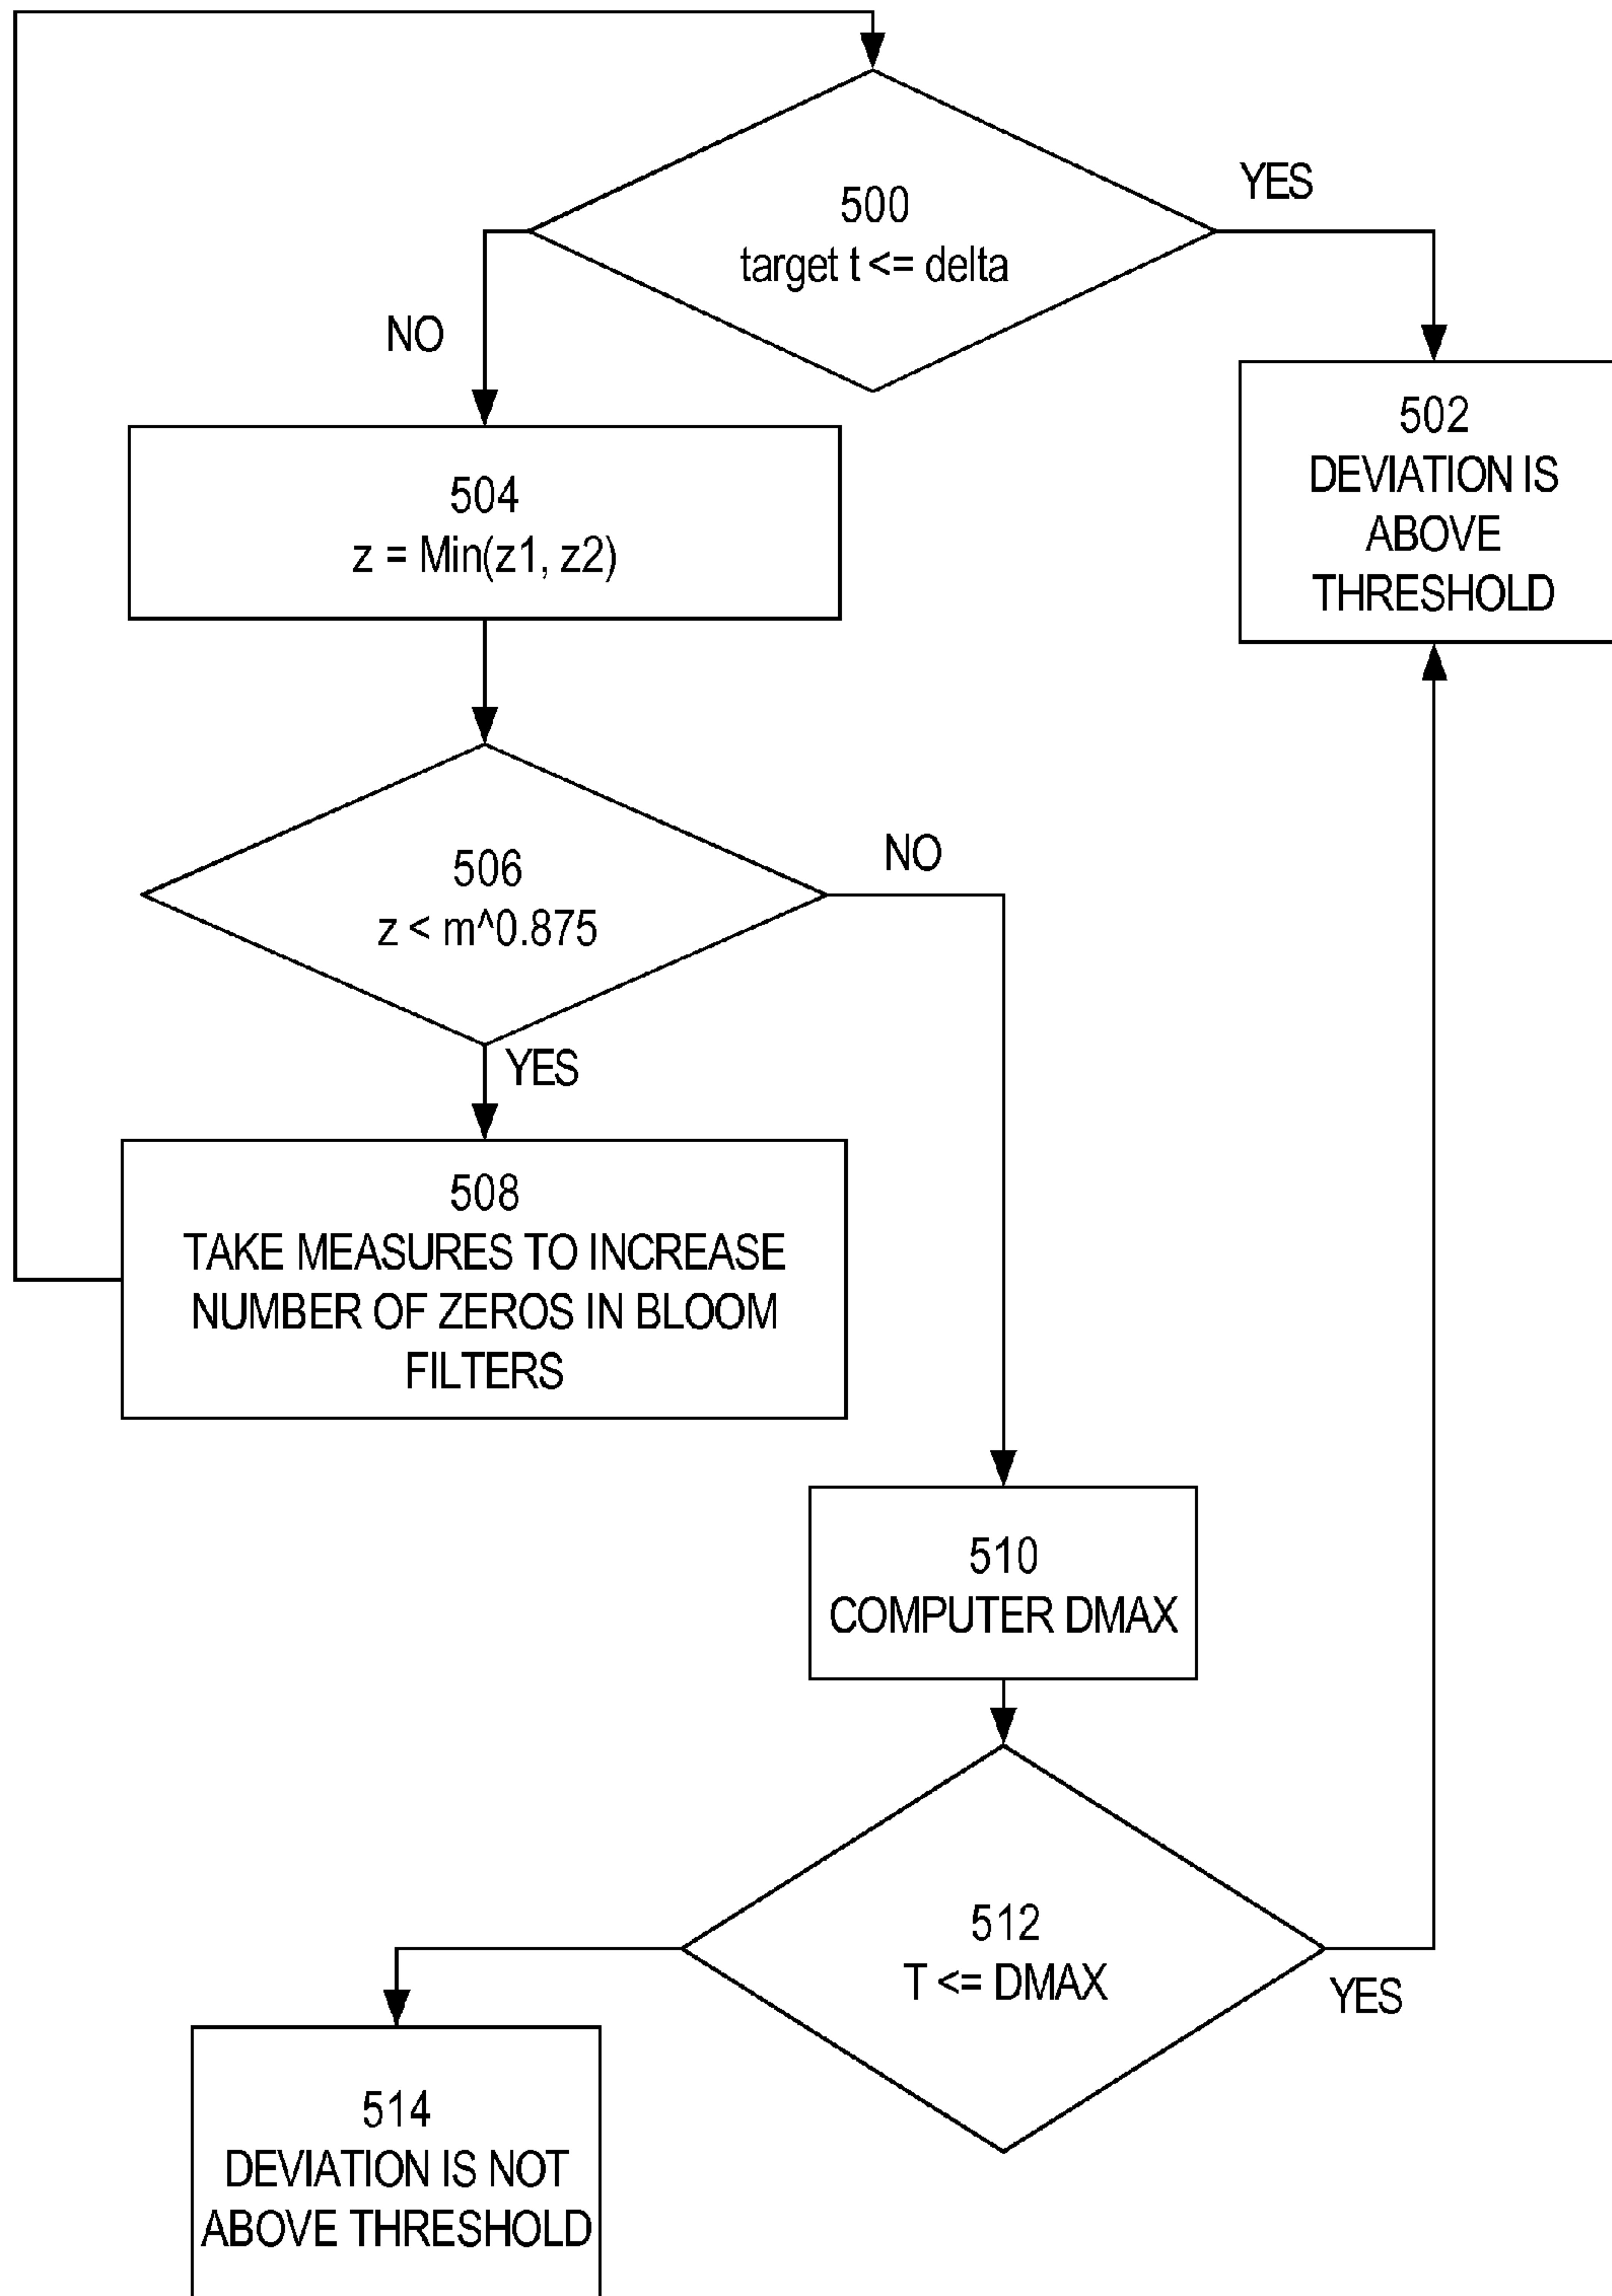 500
target t <= delta
YES
NO
502
DEVIATION IS
ABOVE
THRESHOLD
504
z = Min(z1, z2)
506
z < m^0.875
NO
YES
508
TAKE MEASURES TO INCREASE
NUMBER OF ZEROS IN BLOOM
FILTERS
510
COMPUTER DMAX
512
T <= DMAX
YES
514
DEVIATION IS NOT
ABOVE THRESHOLD